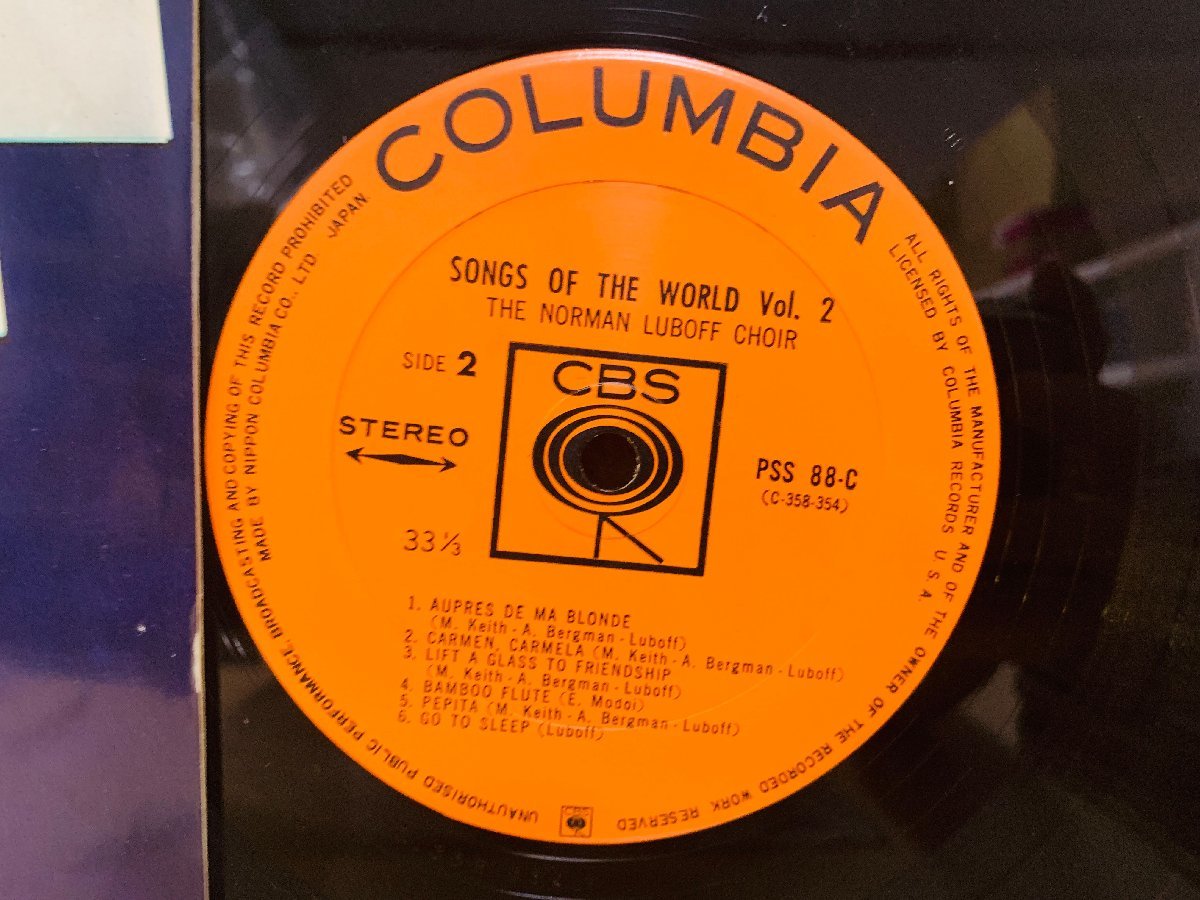 COLUMBIA
SONGS OF THE WORLD Vol. 2
THE NORMAN LUBOFF CHOIR
SIDE 2
CBS
STEREO
PSS 88-C
(C-358-354)
33⅓
1. AUPRES DE MA BLONDE
(M. Keith-A. Bergman-Luboff)
2. CARMEN, CARMELA (M. Keith-A. Bergman-Luboff)
3. LIFT A GLASS TO FRIENDSHIP
(M. Keith-A. Bergman-Luboff)
4. BAMBOO FLUTE (E. Modoi)
5. PEPITA (M. Keith-A. Bergman-Luboff)
6. GO TO SLEEP (Luboff)
ALL RIGHTS OF THE MANUFACTURER AND OF THE OWNER OF THE RECORDED WORK RESERVED
LICENSED BY COLUMBIA RECORDS U.S.A.
UNAUTHORISED PUBLIC PERFORMANCE, BROADCASTING AND COPYING OF THIS RECORD PROHIBITED
MADE BY NIPPON COLUMBIA CO., LTD JAPAN